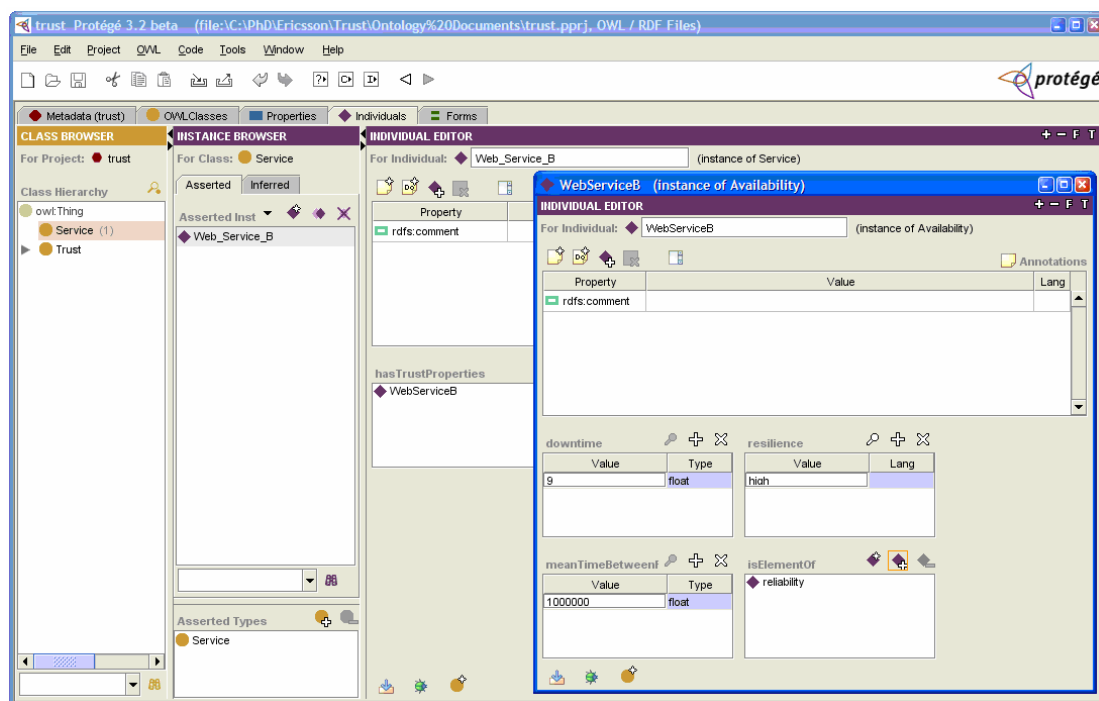 trust Protégé 3.2 beta (file:\C:\PhD\Ericsson\Trust\Ontology%20Documents\trust.pprj, OWL / RDF Files)
File Edit Project OWL Code Tools Window Help
protégé
Metadata (trust) OWLClasses Properties Individuals Forms
CLASS BROWSER
For Project: trust
Class Hierarchy
owl:Thing
Service (1)
Trust
INSTANCE BROWSER
For Class: Service
Asserted Inferred
Asserted Inst
Web_Service_B
Asserted Types
Service
INDIVIDUAL EDITOR + − F T
For Individual: Web_Service_B (instance of Service)
Property
rdfs:comment
hasTrustProperties
WebServiceB
WebServiceB (instance of Availability)
INDIVIDUAL EDITOR + − F T
For Individual: WebServiceB (instance of Availability)
Annotations
Property Value Lang
rdfs:comment
downtime
Value Type
9 float
resilience
Value Lang
high
meanTimeBetweenF
Value Type
1000000 float
isElementOf
reliability